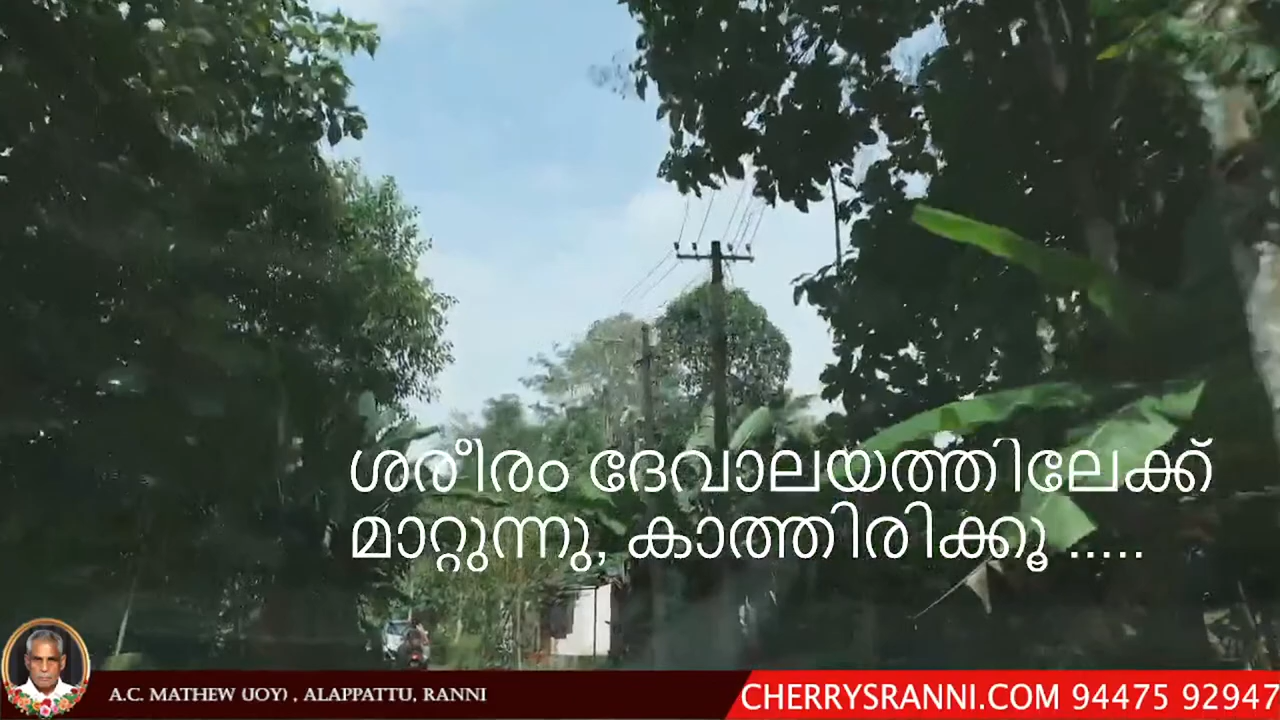 ശരീരം ദേവാലയത്തിലേക്ക്
മാറ്റുന്നു, കാത്തിരിക്കൂ .....
A.C. MATHEW (JOY) , ALAPPATTU, RANNI
CHERRYSRANNI.COM 94475 92947